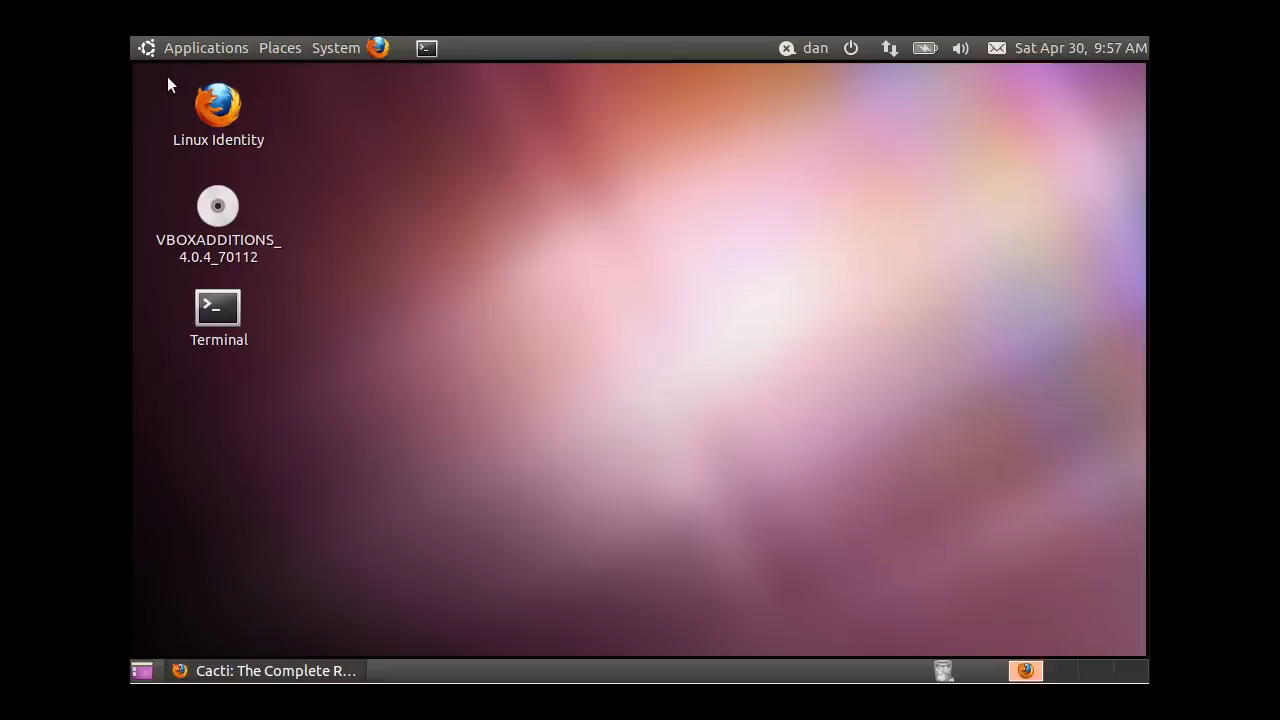 Applications Places System dan Sat Apr 30, 9:57 AM
Linux Identity
VBOXADDITIONS_
4.0.4_70112
Terminal
Cacti: The Complete R...